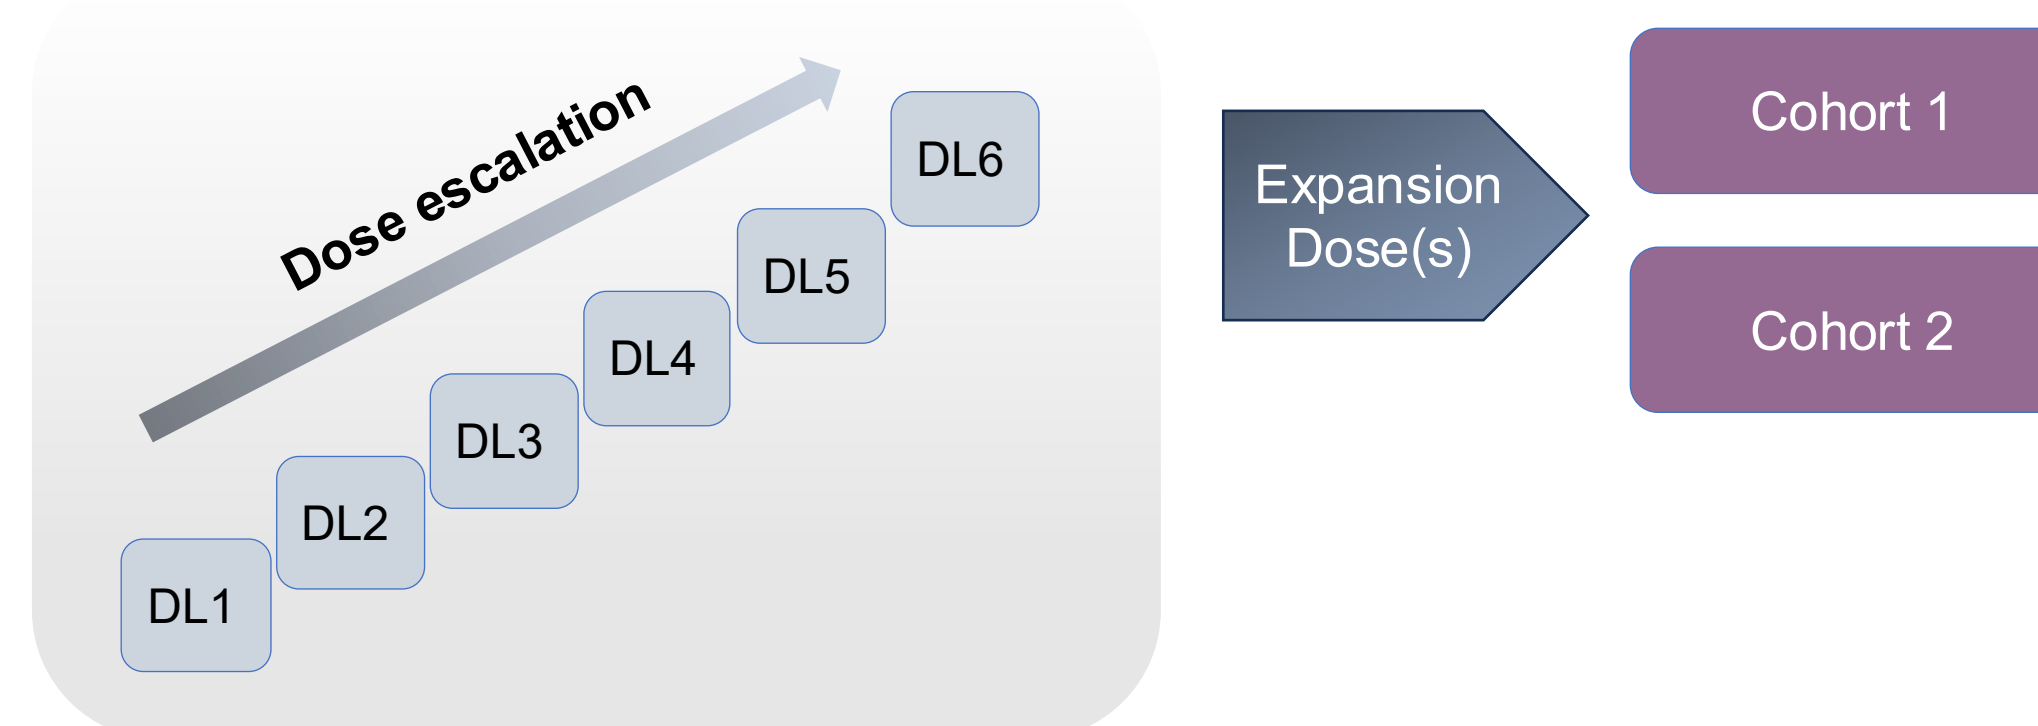 Dose escalation
DL1
DL2
DL3
DL4
DL5
DL6
Expansion
Dose(s)
Cohort 1
Cohort 2